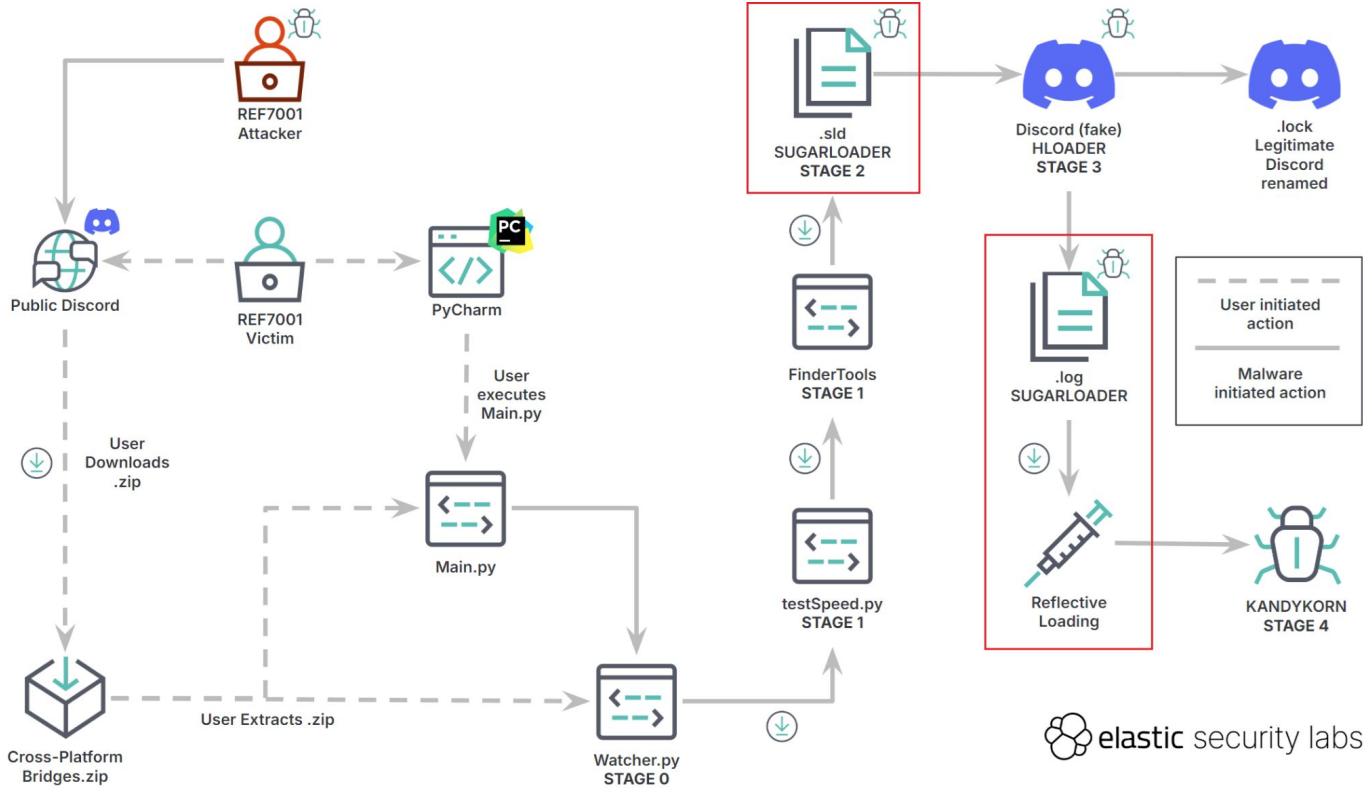 REF7001
Attacker
Public Discord
REF7001
Victim
PC
PyCharm
User
executes
Main.py
User
Downloads
.zip
Main.py
User Extracts .zip
Cross-Platform
Bridges.zip
Watcher.py
STAGE 0
testSpeed.py
STAGE 1
FinderTools
STAGE 1
.sld
SUGARLOADER
STAGE 2
Discord (fake)
HLOADER
STAGE 3
.lock
Legitimate
Discord
renamed
.log
SUGARLOADER
Reflective
Loading
KANDYKORN
STAGE 4
User initiated
action
Malware
initiated action
elastic security labs